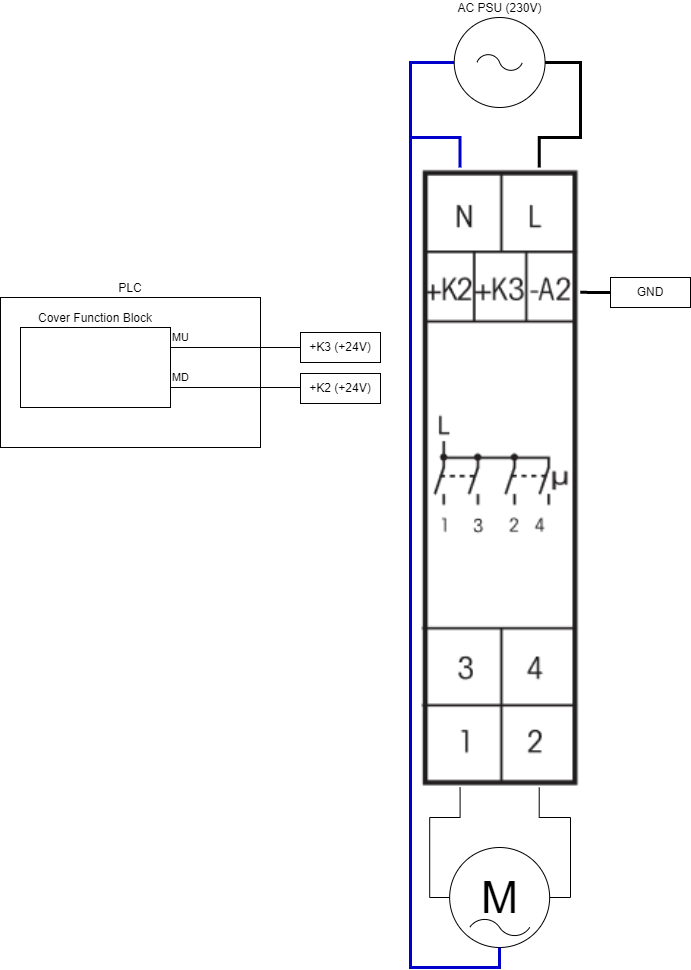 AC PSU (230V)
N
L
+K2
+K3
-A2
GND
PLC
Cover Function Block
MU
+K3 (+24V)
MD
+K2 (+24V)
L
μ
1
3
2
4
3
4
1
2
M